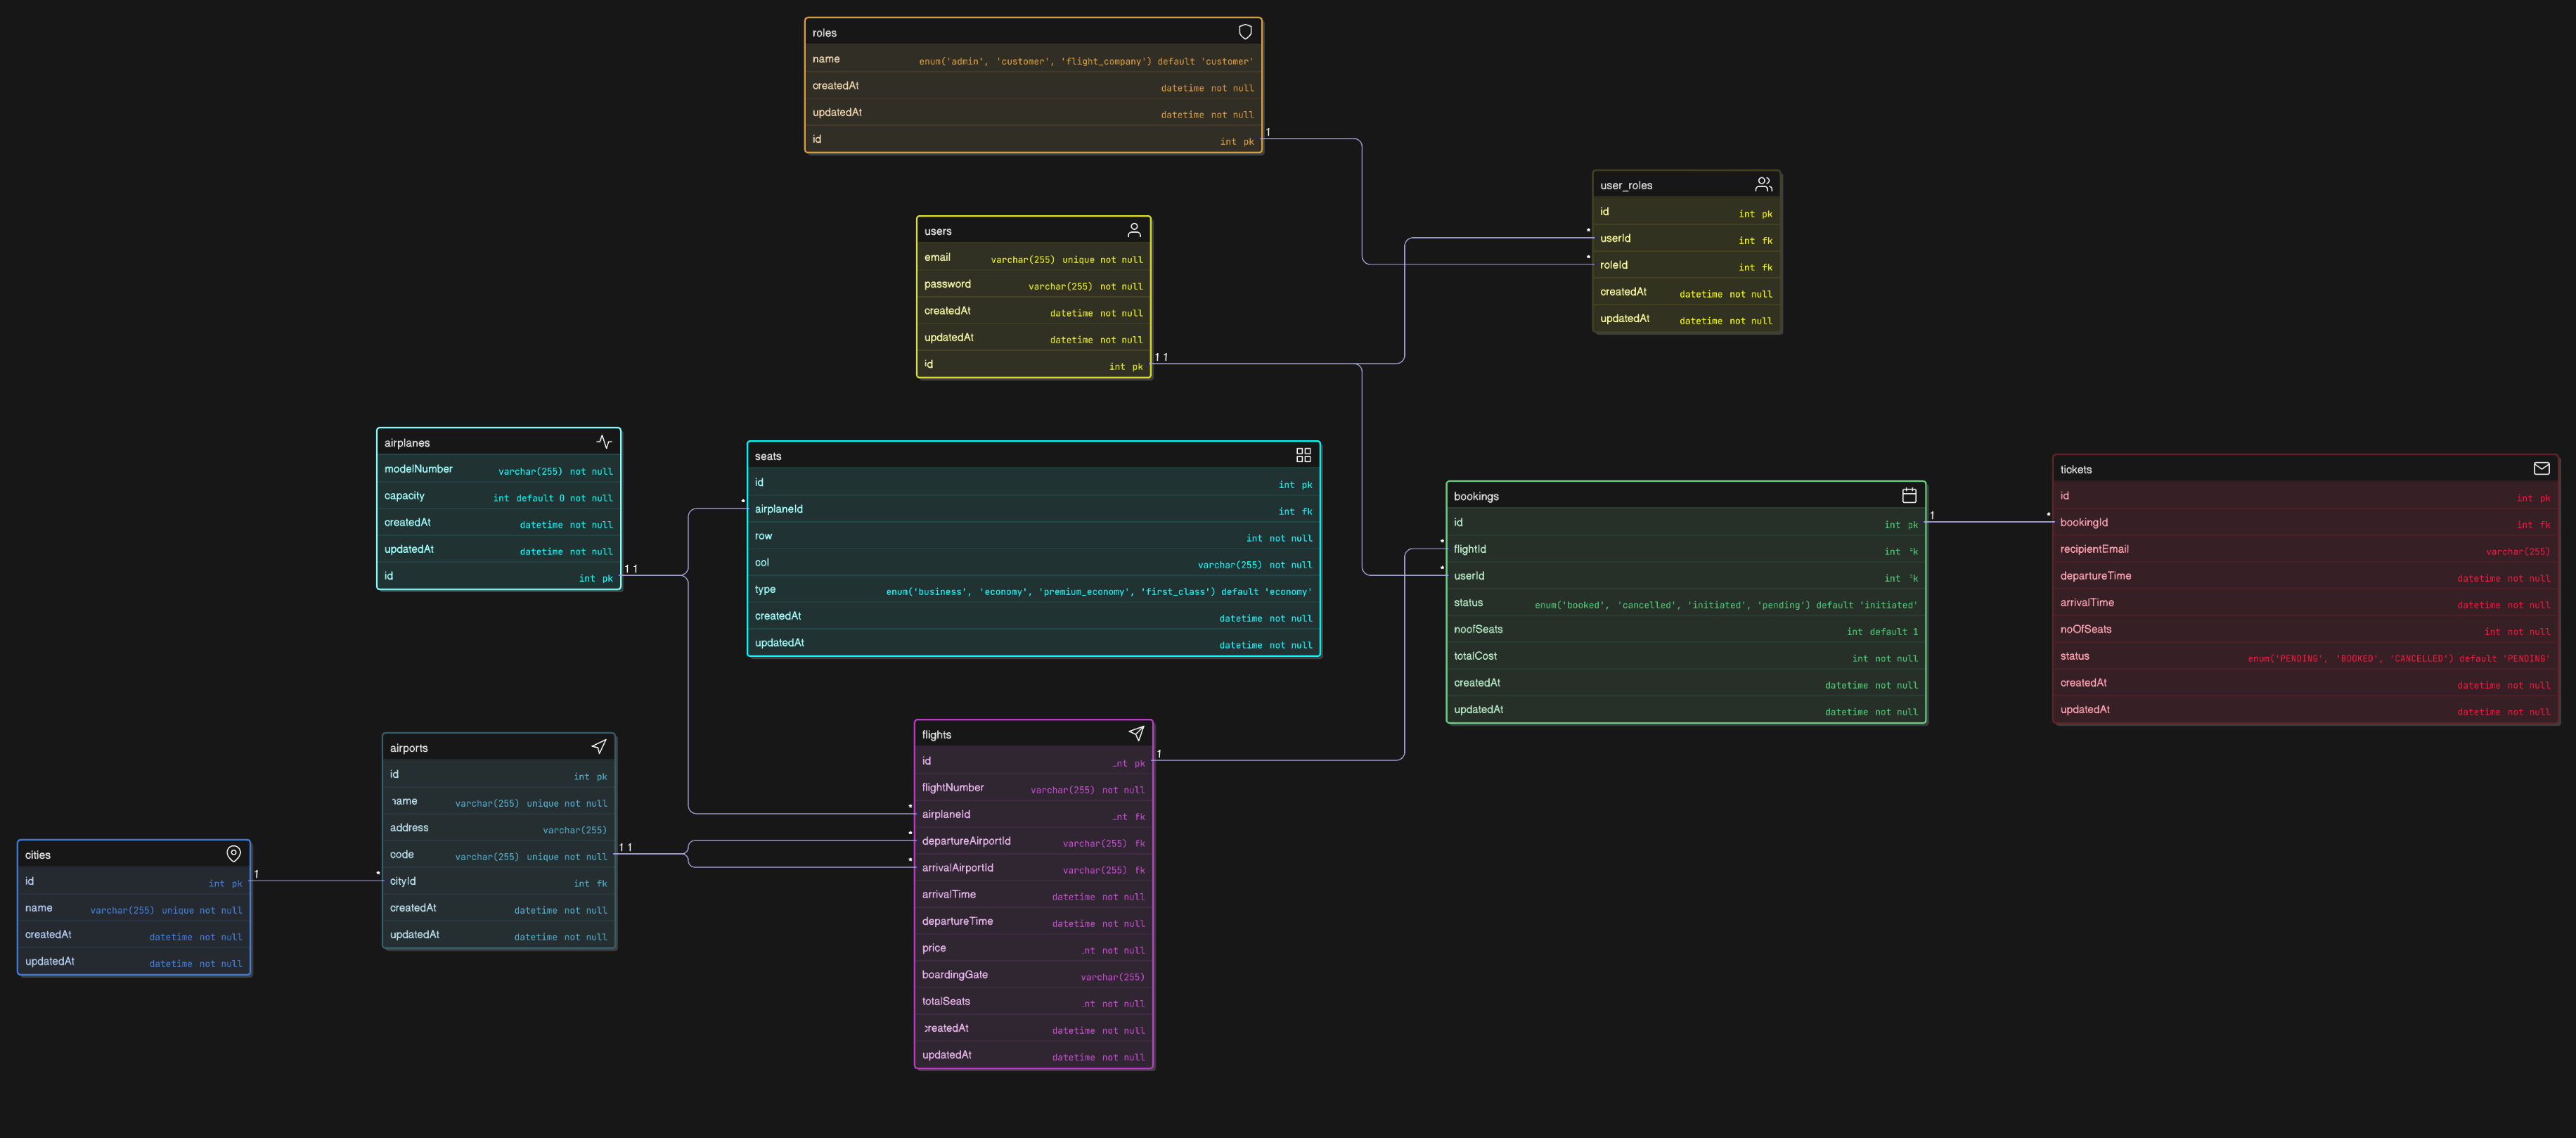 roles
name enum('admin', 'customer', 'flight_company') default 'customer'
createdAt datetime not null
updatedAt datetime not null
id int pk
1
user_roles
id int pk
userId int fk
roleId int fk
createdAt datetime not null
updatedAt datetime not null
users
email varchar(255) unique not null
password varchar(255) not null
createdAt datetime not null
updatedAt datetime not null
id int pk
1 1
airplanes
modelNumber varchar(255) not null
capacity int default 0 not null
createdAt datetime not null
updatedAt datetime not null
id int pk
1 1
seats
id int pk
airplaneId int fk
row int not null
col varchar(255) not null
type enum('business', 'economy', 'premium_economy', 'first_class') default 'economy'
createdAt datetime not null
updatedAt datetime not null
bookings
id int pk
flightId int
userId int
status enum('booked', 'cancelled', 'initiated', 'pending') default 'initiated'
noofSeats int default 1
totalCost int not null
createdAt datetime not null
updatedAt datetime not null
1
tickets
id int pk
bookingId int fk
recipientEmail varchar(255)
departureTime datetime not null
arrivalTime datetime not null
noOfSeats int not null
status enum('PENDING', 'BOOKED', 'CANCELLED') default 'PENDING'
createdAt datetime not null
updatedAt datetime not null
cities
id int pk
name varchar(255) unique not null
createdAt datetime not null
updatedAt datetime not null
1
airports
id int pk
varchar(255) unique not null
address varchar(255)
code varchar(255) unique not null
cityId int fk
createdAt datetime not null
updatedAt datetime not null
1 1
flights
id pk
flightNumber varchar(255) not null
airplaneId fk
departureAirportId varchar(255) fk
arrivalAirportId varchar(255) fk
arrivalTime datetime not null
departureTime datetime not null
price not null
boardingGate varchar(255)
totalSeats not null
datetime not null
updatedAt datetime not null
1